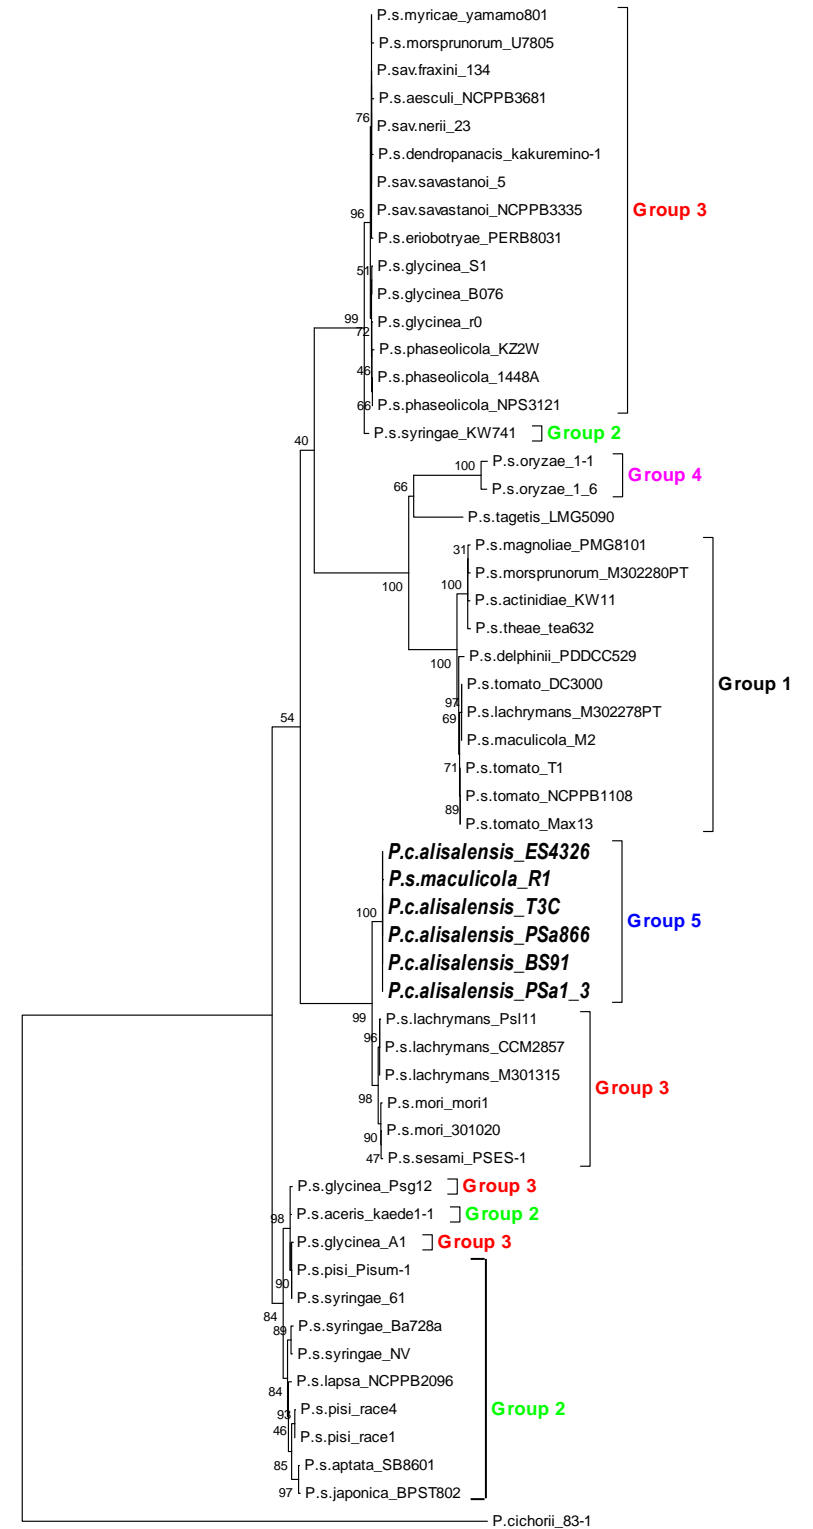 P.s.myricae_yamamo801
P.s.morsprunorum_U7805
P.sav.fraxini_134
P.s.aesculi_NCPPB3681
76
P.sav.nerii_23
P.s.dendropanacis_kakuremino-1
P.sav.savastanoi_5
96
P.sav.savastanoi_NCPPB3335
Group 3
P.s.eriobotryae_PERB8031
P.s.glycinea_S1
51
P.s.glycinea_B076
99
P.s.glycinea_r0
72
P.s.phaseolicola_KZ2W
46
P.s.phaseolicola_1448A
66
P.s.phaseolicola_NPS3121
P.s.syringae_KW741
Group 2
40
P.s.oryzae_1-1
100
Group 4
66
P.s.oryzae_1_6
P.s.tagetis_LMG5090
P.s.magnoliae_PMG8101
31
P.s.morsprunorum_M302280PT
100
100
P.s.actinidiae_KW11
P.s.theae_tea632
P.s.delphinii_PDDCC529
100
P.s.tomato_DC3000
Group 1
97
P.s.lachrymans_M302278PT
69
54
P.s.maculicola_M2
P.s.tomato_T1
71
P.s.tomato_NCPPB1108
89
P.s.tomato_Max13
P.c.alisalensis_ES4326
P.s.maculicola_R1
P.c.alisalensis_T3C
100
Group 5
P.c.alisalensis_PSa866
P.c.alisalensis_BS91
P.c.alisalensis_PSa1_3
99
P.s.lachrymans_Psl11
96
P.s.lachrymans_CCM2857
P.s.lachrymans_M301315
Group 3
98
P.s.mori_mori1
P.s.mori_301020
90
47
P.s.sesami_PSES-1
P.s.glycinea_Psg12
Group 3
P.s.aceris_kaede1-1
Group 2
98
P.s.glycinea_A1
Group 3
P.s.pisi_Pisum-1
90
P.s.syringae_61
84
P.s.syringae_Ba728a
89
P.s.syringae_NV
P.s.lapsa_NCPPB2096
84
P.s.pisi_race4
Group 2
93
46
P.s.pisi_race1
85
P.s.aptata_SB8601
97
P.s.japonica_BPST802
P.cichorii_83-1